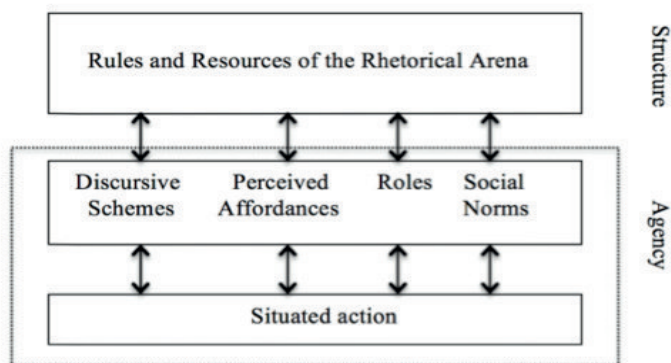 Rules and Resources of the Rhetorical Arena
Structure
Discursive Perceived Roles Social
Schemes Affordances Norms
Agency
Situated action